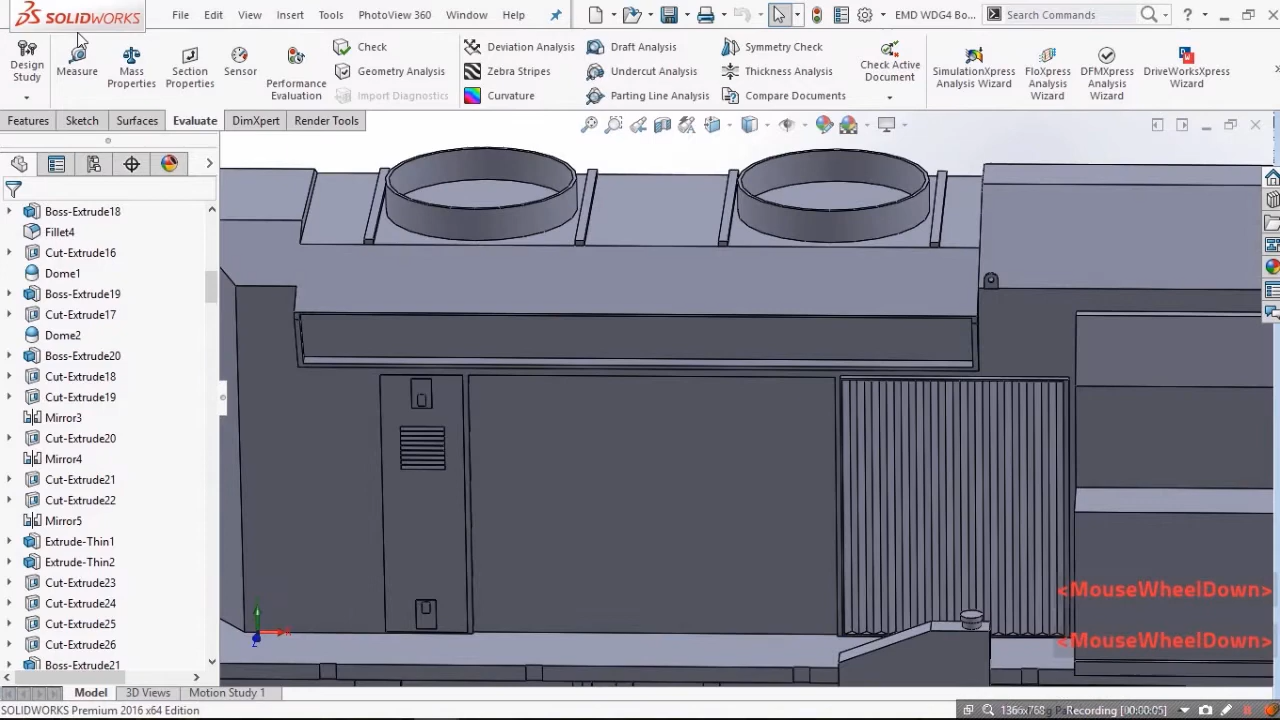 SOLIDWORKS File Edit View Insert Tools PhotoView 360 Window Help EMD WDG4 Bo... Search Commands ?
Design Study
Measure
Mass Properties
Section Properties
Sensor
Performance Evaluation
Check
Geometry Analysis
Import Diagnostics
Deviation Analysis
Zebra Stripes
Curvature
Draft Analysis
Undercut Analysis
Parting Line Analysis
Symmetry Check
Thickness Analysis
Compare Documents
Check Active Document
SimulationXpress Analysis Wizard
FloXpress Analysis Wizard
DFMXpress Analysis Wizard
DriveWorksXpress Wizard
Features Sketch Surfaces Evaluate DimXpert Render Tools
Boss-Extrude18
Fillet4
Cut-Extrude16
Dome1
Boss-Extrude19
Cut-Extrude17
Dome2
Boss-Extrude20
Cut-Extrude18
Cut-Extrude19
Mirror3
Cut-Extrude20
Mirror4
Cut-Extrude21
Cut-Extrude22
Mirror5
Extrude-Thin1
Extrude-Thin2
Cut-Extrude23
Cut-Extrude24
Cut-Extrude25
Cut-Extrude26
Boss-Extrude21
<MouseWheelDown>
<MouseWheelDown>
Model 3D Views Motion Study 1
SOLIDWORKS Premium 2016 x64 Edition
1366x768 Recording [00:00:05]